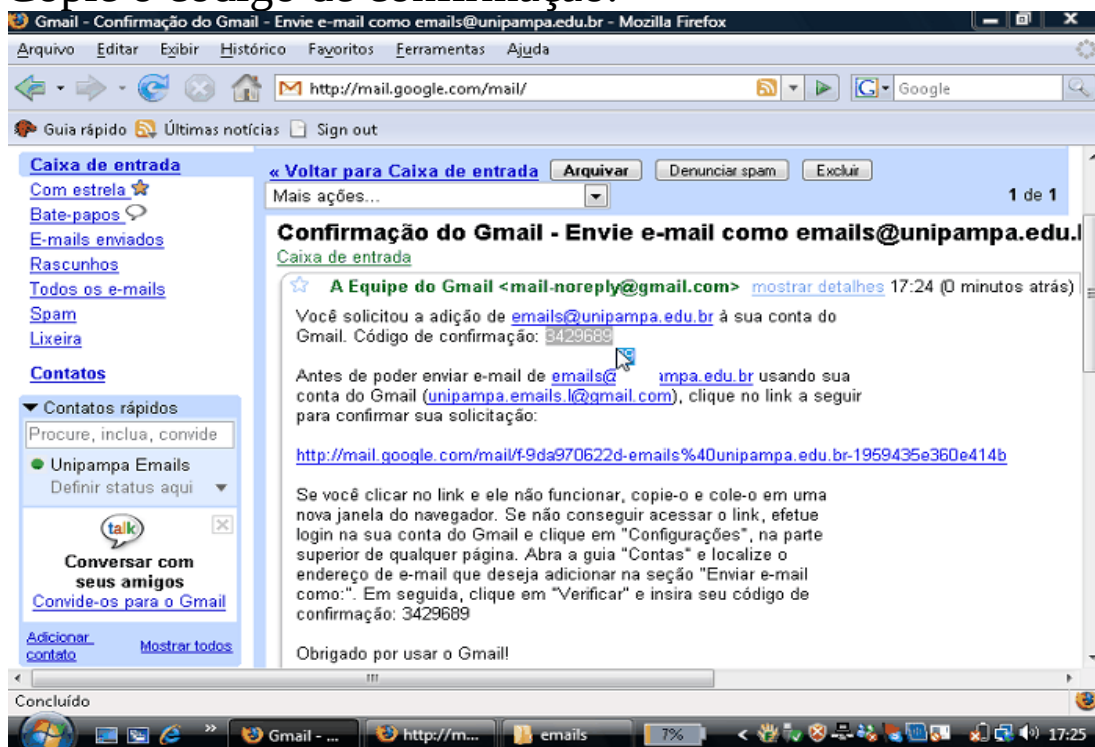 Copie o código de confirmação:
Gmail - Confirmação do Gmail - Envie e-mail como emails@unipampa.edu.br - Mozilla Firefox
Arquivo Editar Exibir Histórico Favoritos Ferramentas Ajuda
http://mail.google.com/mail/
Google
Guia rápido Últimas notícias Sign out
Caixa de entrada
Com estrela
Bate-papos
E-mails enviados
Rascunhos
Todos os e-mails
Spam
Lixeira
Contatos
Contatos rápidos
Procure, inclua, convide
Unipampa Emails
Definir status aqui
talk
Conversar com
seus amigos
Convide-os para o Gmail
Adicionar
contato
Mostrar todos
« Voltar para Caixa de entrada Arquivar Denunciar spam Excluir
Mais ações...
1 de 1
Confirmação do Gmail - Envie e-mail como emails@unipampa.edu.
Caixa de entrada
A Equipe do Gmail <mail-noreply@gmail.com> mostrar detalhes 17:24 (0 minutos atrás)
Você solicitou a adição de emails@unipampa.edu.br à sua conta do
Gmail. Código de confirmação: 3429689
Antes de poder enviar e-mail de emails@ ampa.edu.br usando sua
conta do Gmail (unipampa.emails.l@gmail.com), clique no link a seguir
para confirmar sua solicitação:
http://mail.google.com/mail/f-9da970622d-emails%40unipampa.edu.br-1959435e360e414b
Se você clicar no link e ele não funcionar, copie-o e cole-o em uma
nova janela do navegador. Se não conseguir acessar o link, efetue
login na sua conta do Gmail e clique em "Configurações", na parte
superior de qualquer página. Abra a guia "Contas" e localize o
endereço de e-mail que deseja adicionar na seção "Enviar e-mail
como:". Em seguida, clique em "Verificar" e insira seu código de
confirmação: 3429689
Obrigado por usar o Gmail!
Concluído
Gmail - ... http://m... emails 7% 17:25